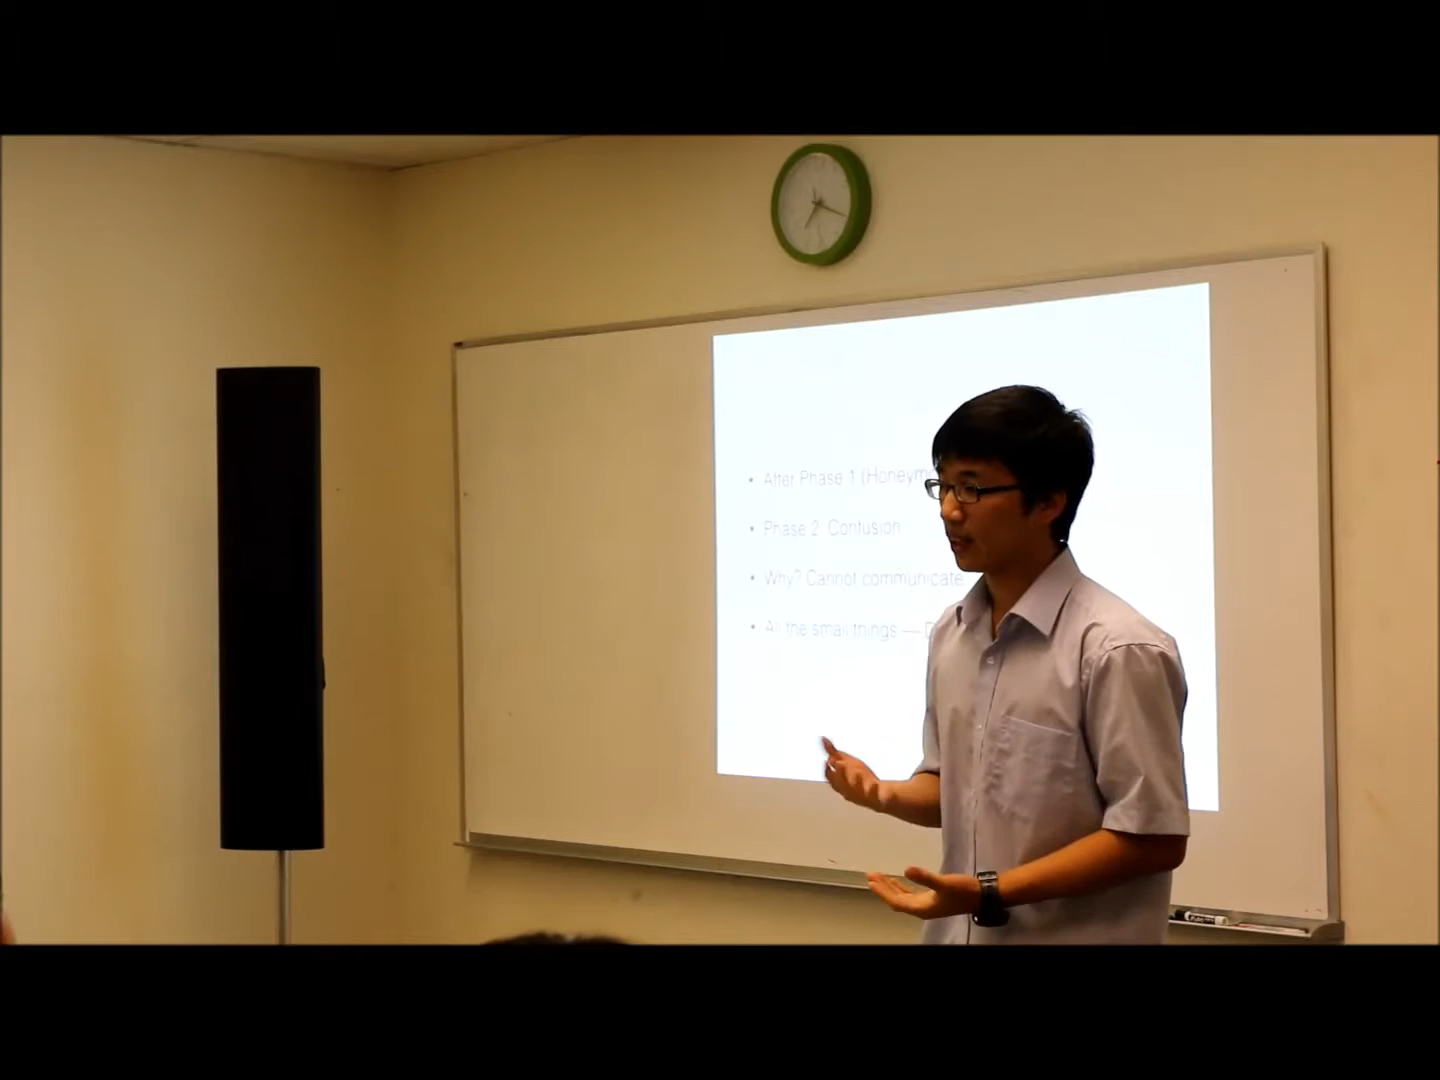 • After Phase 1 (Honeym
• Phase 2 Confusion
• Why? Cannot communicate
• All the small things — D